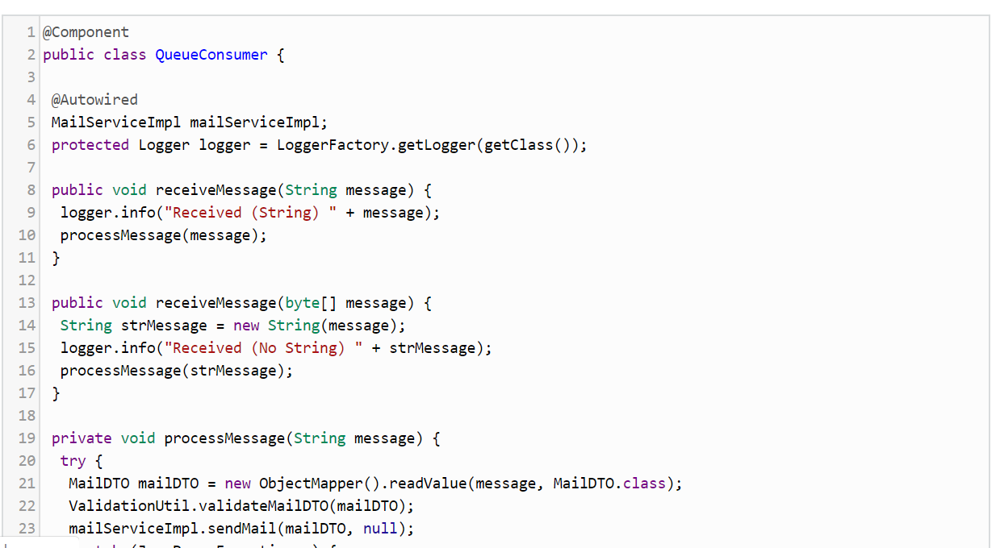 1 @Component
2 public class QueueConsumer {
3
4 @Autowired
5 MailServiceImpl mailServiceImpl;
6 protected Logger logger = LoggerFactory.getLogger(getClass());
7
8 public void receiveMessage(String message) {
9 logger.info("Received (String) " + message);
10 processMessage(message);
11 }
12
13 public void receiveMessage(byte[] message) {
14 String strMessage = new String(message);
15 logger.info("Received (No String) " + strMessage);
16 processMessage(strMessage);
17 }
18
19 private void processMessage(String message) {
20 try {
21 MailDTO mailDTO = new ObjectMapper().readValue(message, MailDTO.class);
22 ValidationUtil.validateMailDTO(mailDTO);
23 mailServiceImpl.sendMail(mailDTO, null);